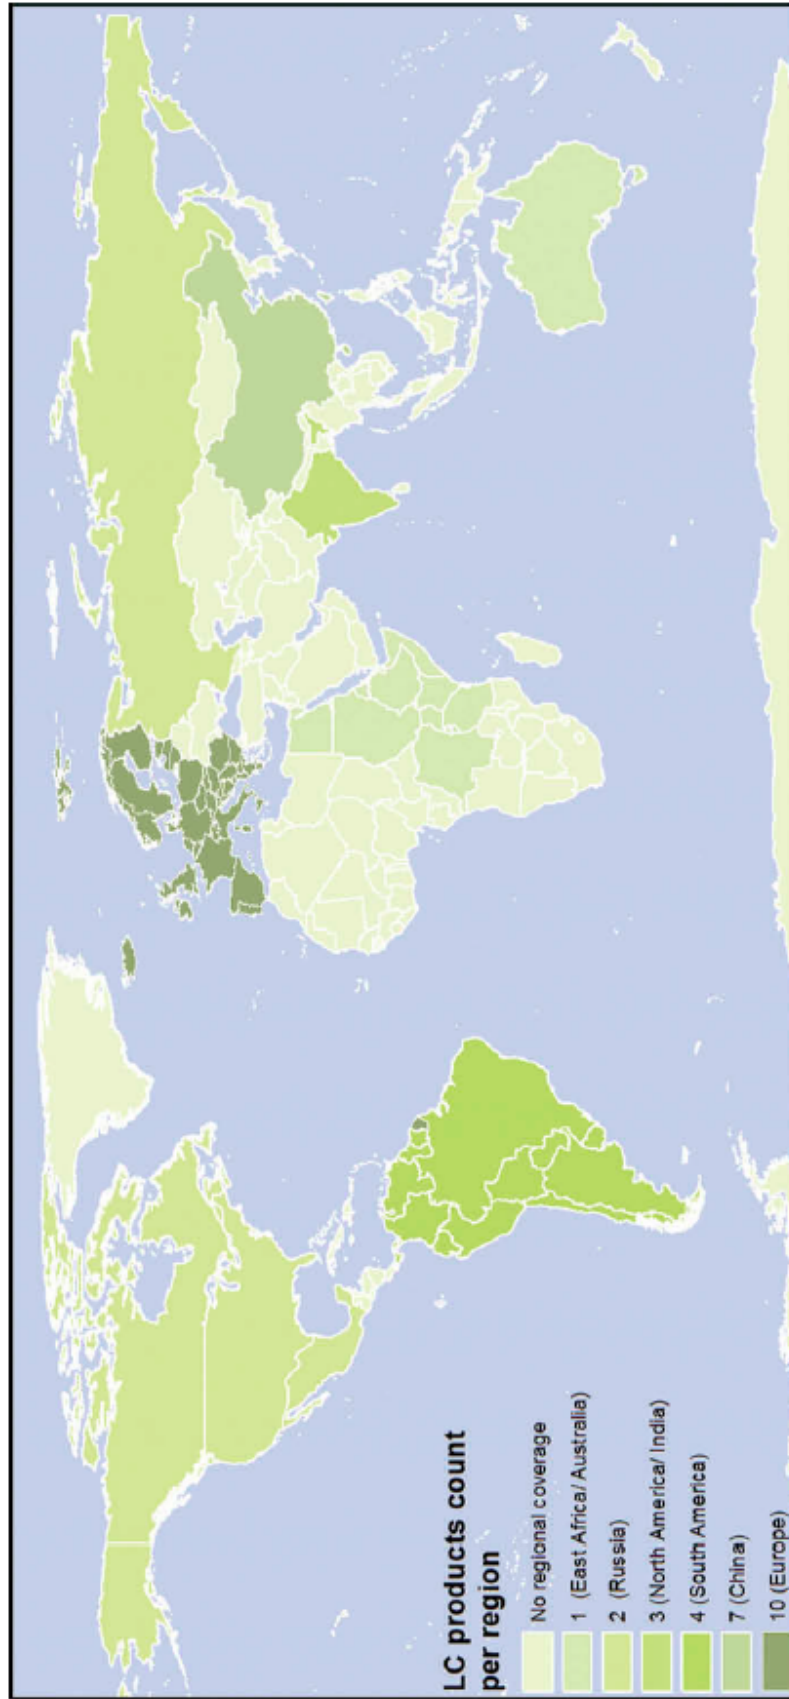 LC products count
per region
No regional coverage
1 (East Africa/ Australia)
2 (Russia)
3 (North America/ India)
4 (South America)
7 (China)
10 (Europe)